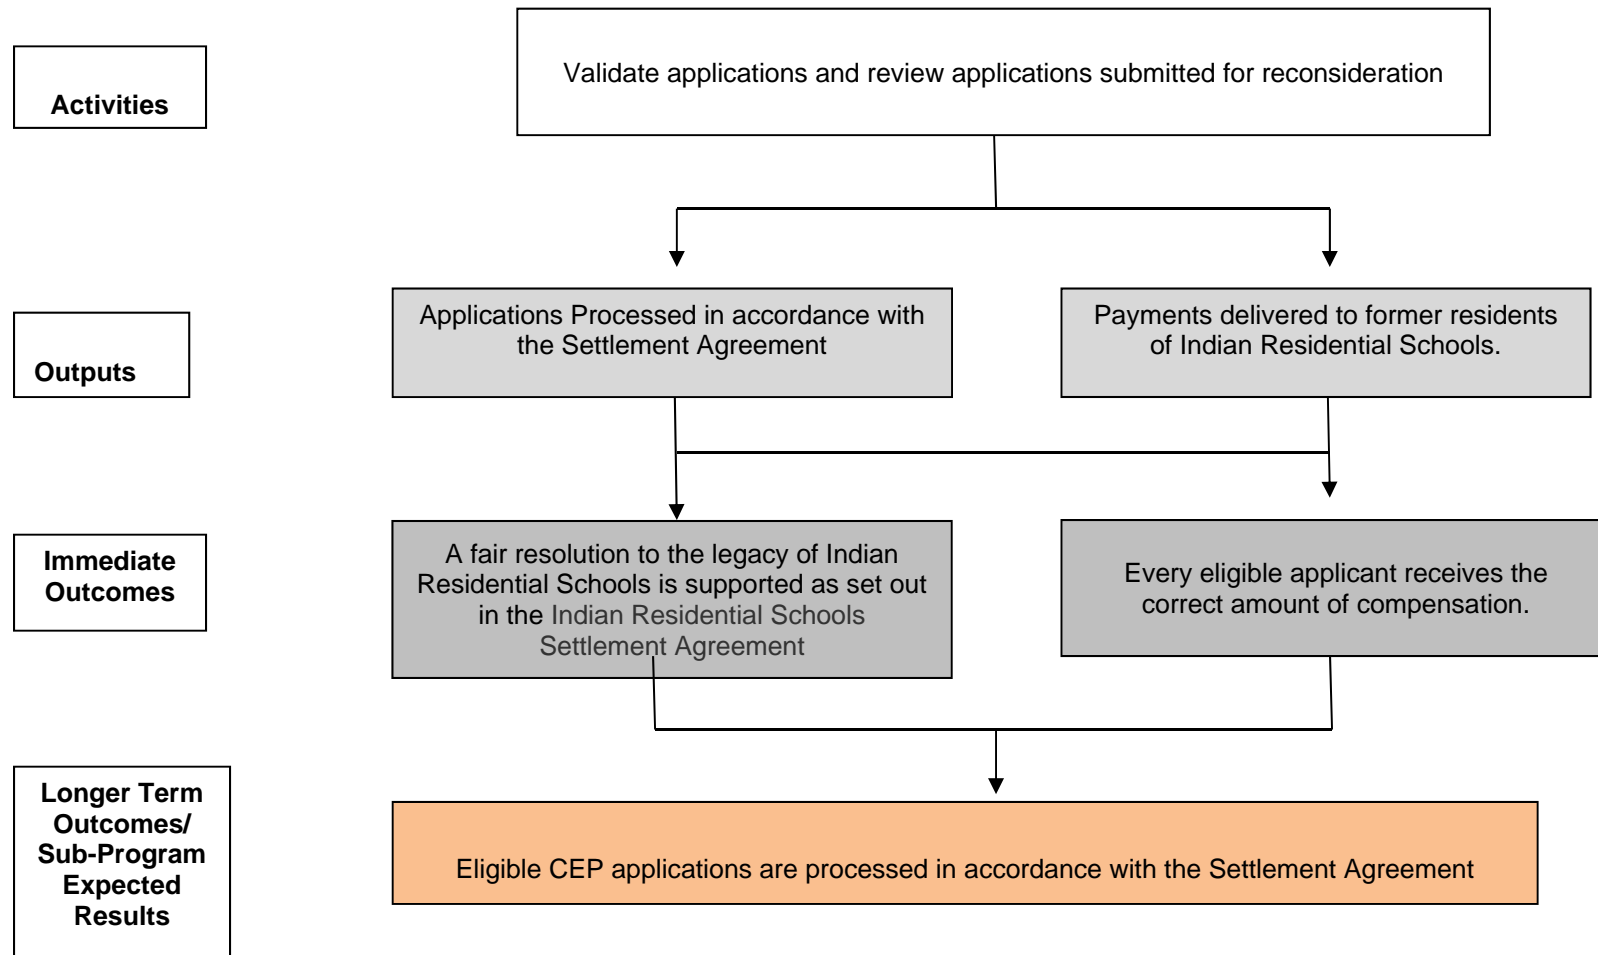 Activities
Validate applications and review applications submitted for reconsideration
Outputs
Applications Processed in accordance with
the Settlement Agreement
Payments delivered to former residents
of Indian Residential Schools.
Immediate
Outcomes
A fair resolution to the legacy of Indian
Residential Schools is supported as set out
in the Indian Residential Schools
Settlement Agreement
Every eligible applicant receives the
correct amount of compensation.
Longer Term
Outcomes/
Sub-Program
Expected
Results
Eligible CEP applications are processed in accordance with the Settlement Agreement